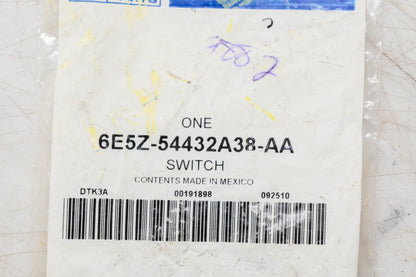 ONE
6E5Z-54432A38-AA
SWITCH
CONTENTS MADE IN MEXICO
DTK3A 00191898 092510